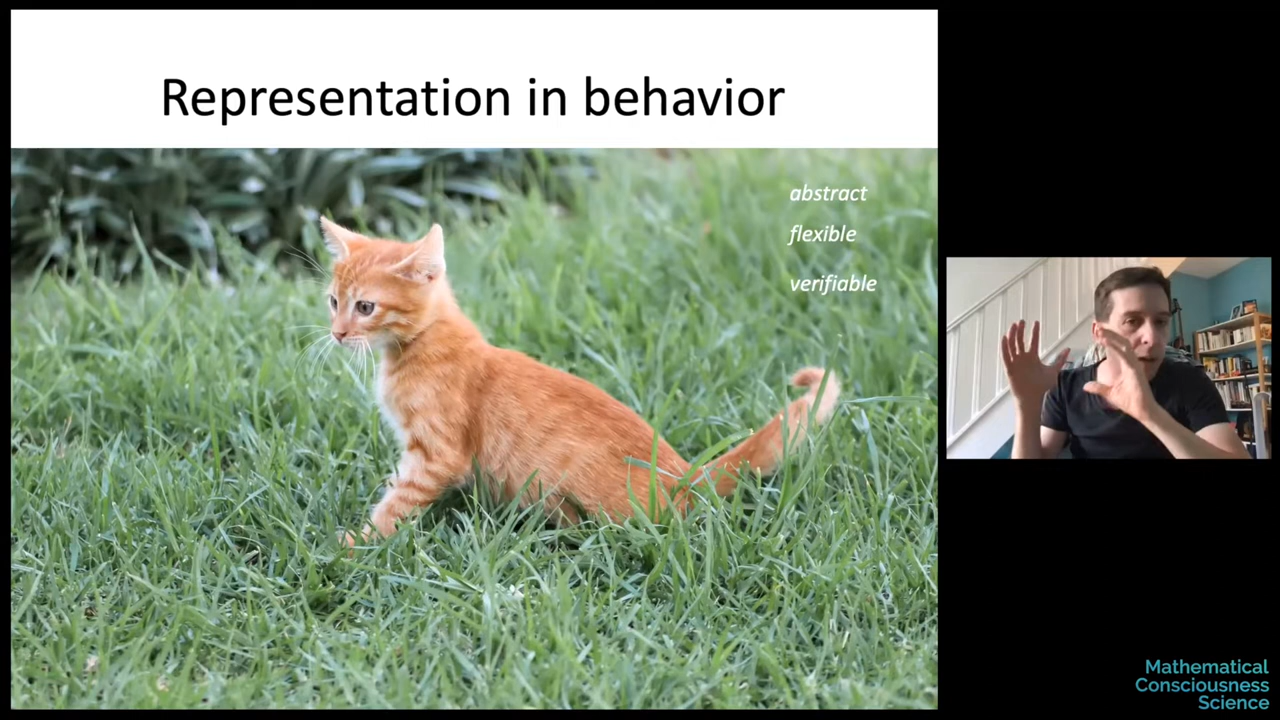 Representation in behavior
abstract
flexible
verifiable
Mathematical
Consciousness
Science